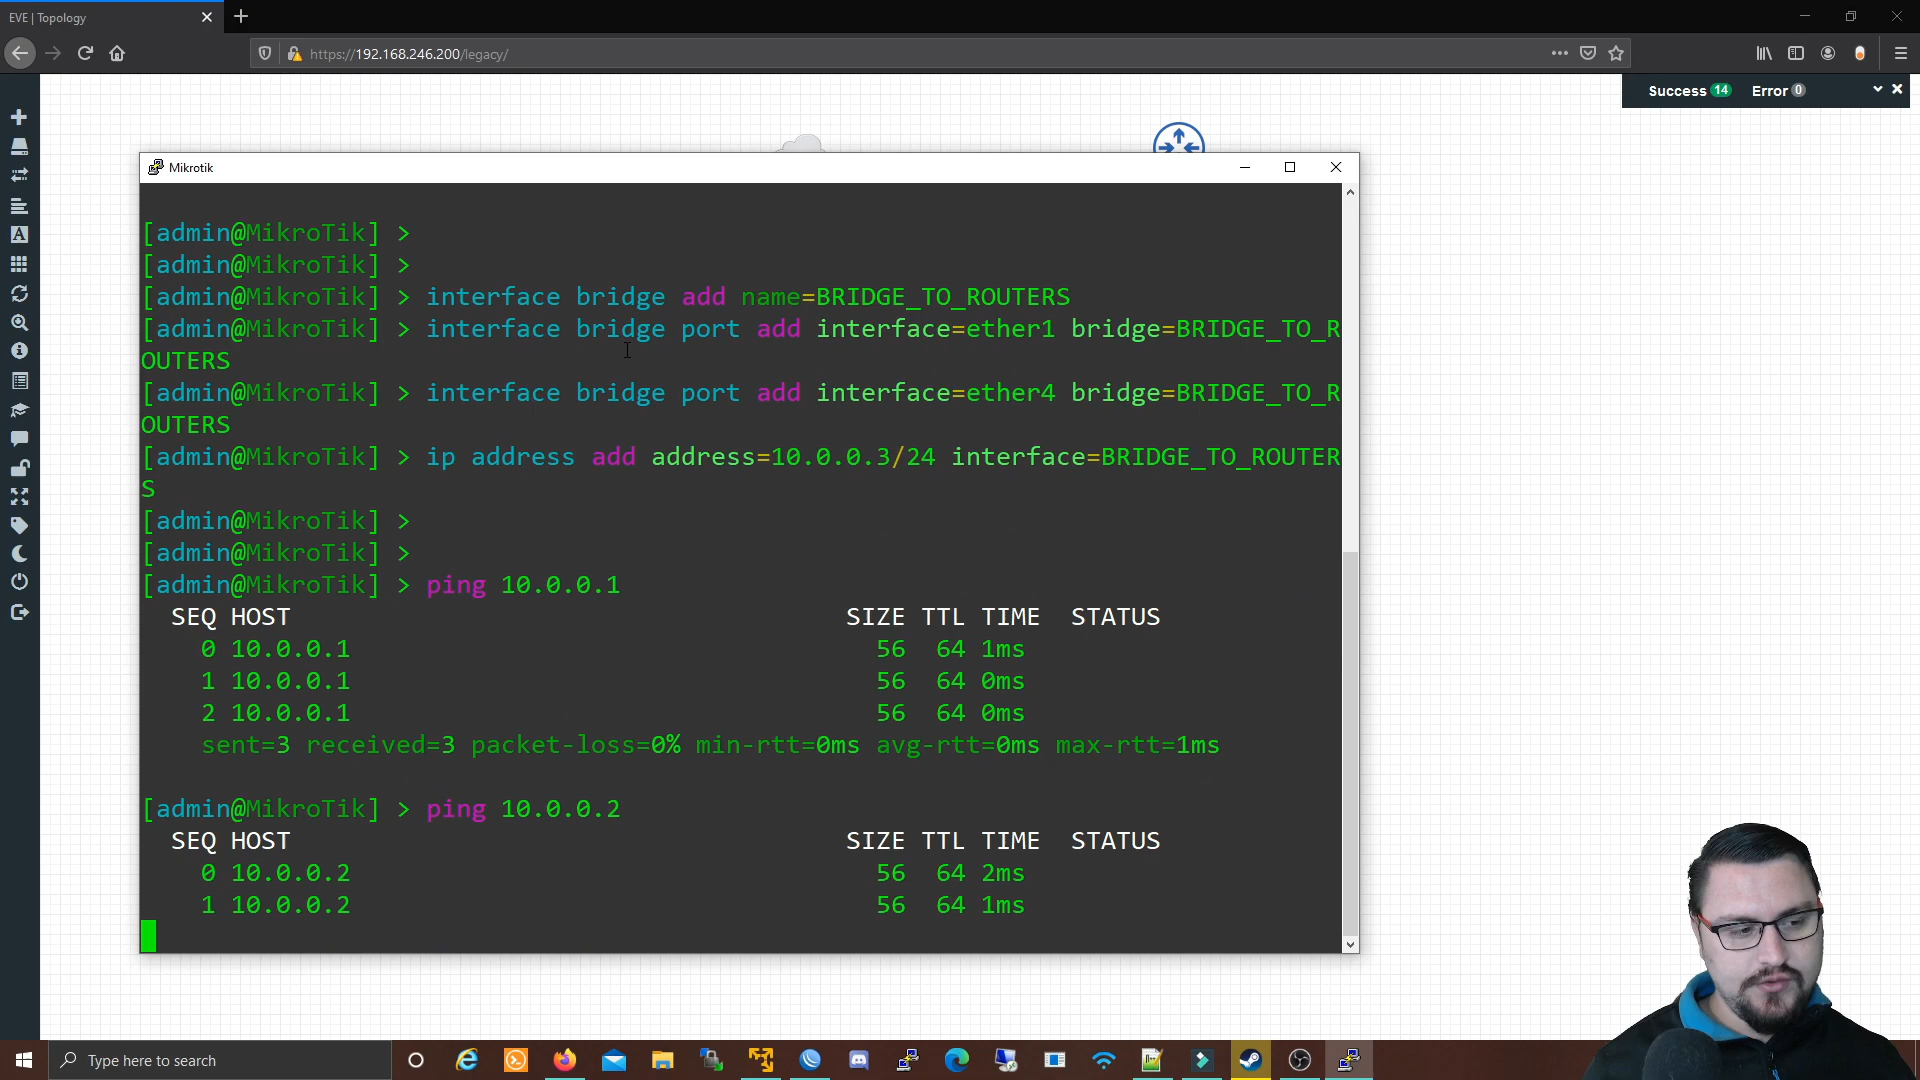 EVE | Topology
https://192.168.246.200/legacy/
Success 14 Error 0
Mikrotik
[admin@MikroTik] >
[admin@MikroTik] >
[admin@MikroTik] > interface bridge add name=BRIDGE_TO_ROUTERS
[admin@MikroTik] > interface bridge port add interface=ether1 bridge=BRIDGE_TO_R
OUTERS
[admin@MikroTik] > interface bridge port add interface=ether4 bridge=BRIDGE_TO_R
OUTERS
[admin@MikroTik] > ip address add address=10.0.0.3/24 interface=BRIDGE_TO_ROUTER
S
[admin@MikroTik] >
[admin@MikroTik] >
[admin@MikroTik] > ping 10.0.0.1
SEQ HOST SIZE TTL TIME STATUS
0 10.0.0.1 56 64 1ms
1 10.0.0.1 56 64 0ms
2 10.0.0.1 56 64 0ms
sent=3 received=3 packet-loss=0% min-rtt=0ms avg-rtt=0ms max-rtt=1ms
[admin@MikroTik] > ping 10.0.0.2
SEQ HOST SIZE TTL TIME STATUS
0 10.0.0.2 56 64 2ms
1 10.0.0.2 56 64 1ms
Type here to search